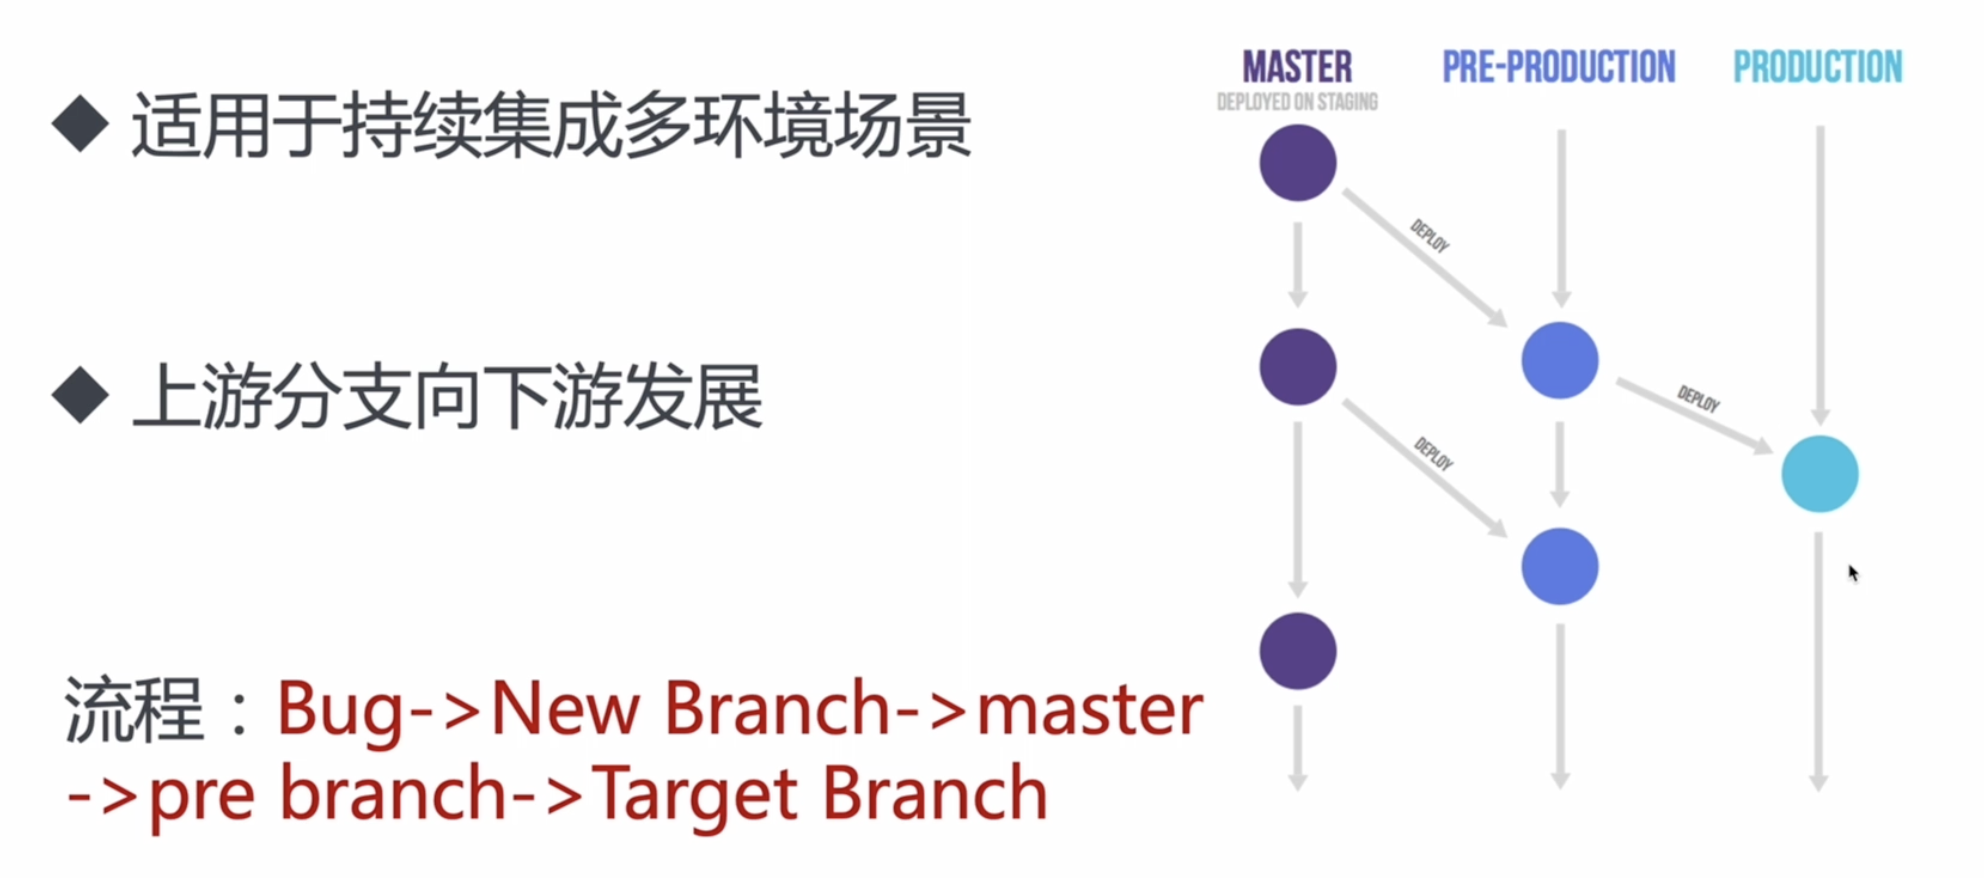 适用于持续集成多环境场景
上游分支向下游发展
流程：Bug->New Branch->master
->pre branch->Target Branch
MASTER
DEPLOYED ON STAGING
PRE-PRODUCTION
PRODUCTION
DEPLOY
DEPLOY
DEPLOY